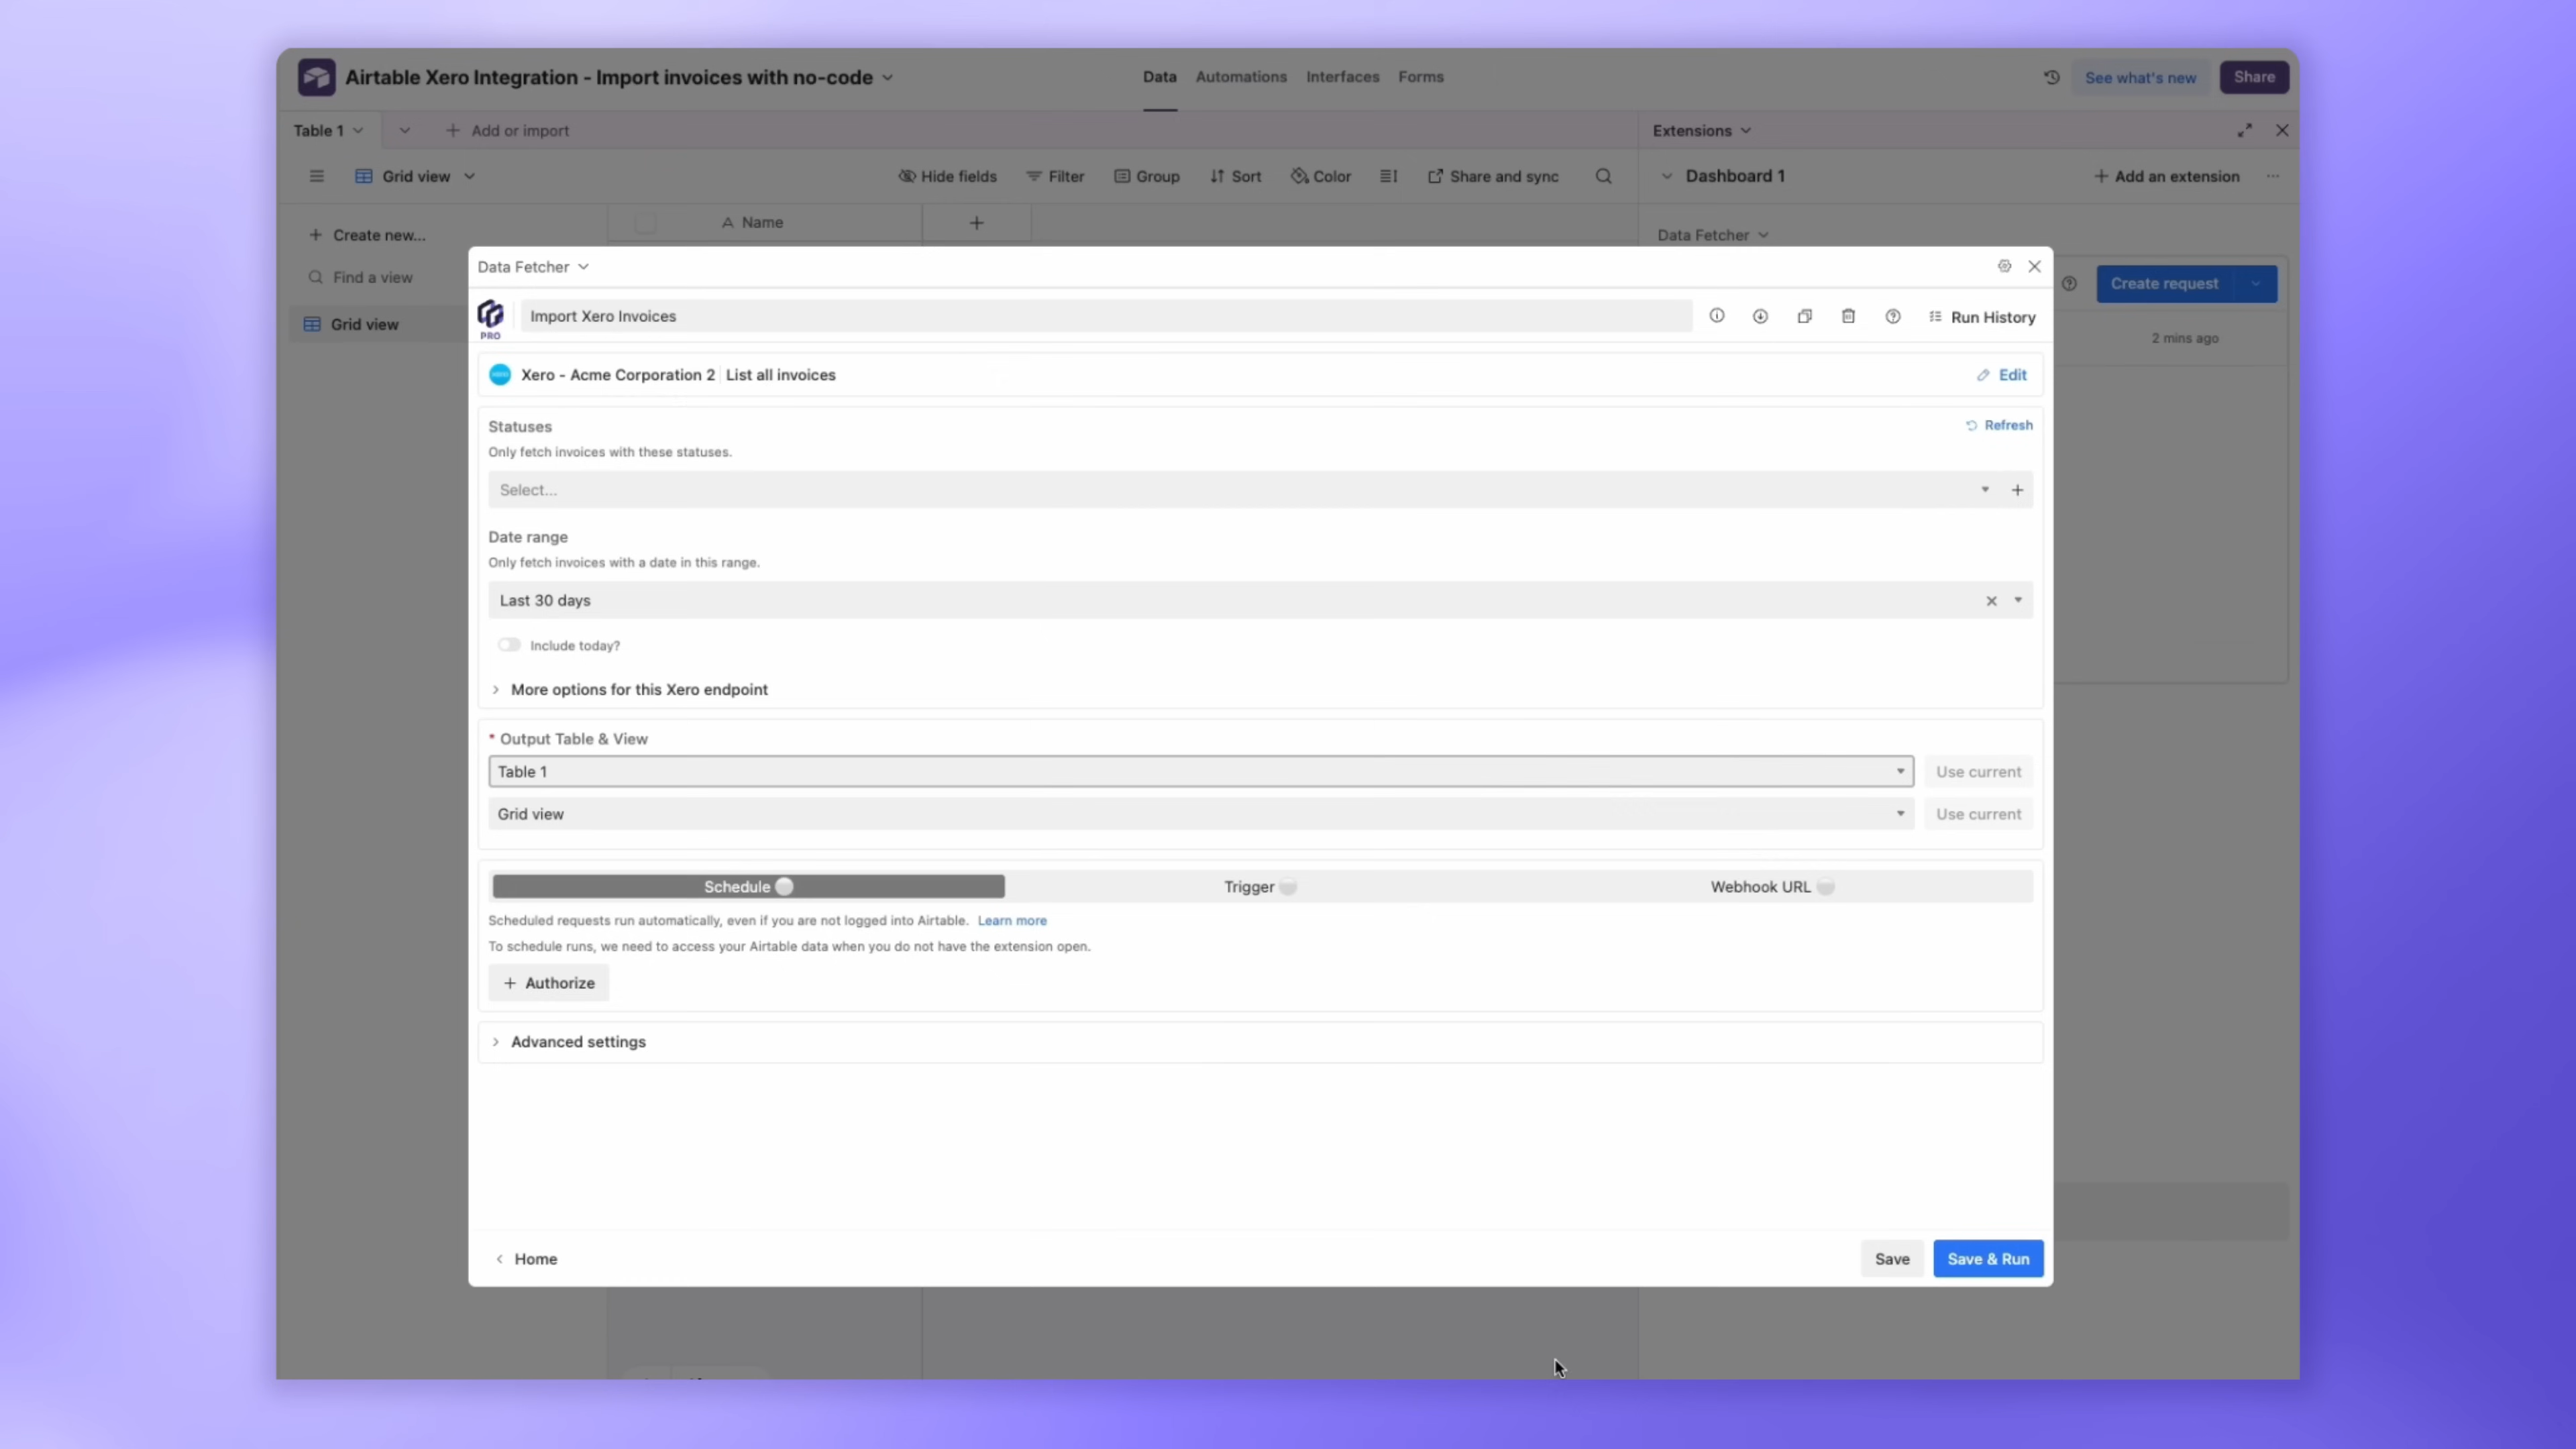 Airtable Xero Integration - Import invoices with no-code
Data
Automations
Interfaces
Forms
See what's new
Share
Table 1
Add or import
Extensions
Grid view
Hide fields
Filter
Group
Sort
Color
Share and sync
Dashboard 1
Add an extension
Create new...
Name
Data Fetcher
Find a view
Grid view
Create request
2 mins ago
Data Fetcher
PRO
Import Xero Invoices
Run History
Xero - Acme Corporation 2
List all invoices
Edit
Statuses
Refresh
Only fetch invoices with these statuses.
Select...
Date range
Only fetch invoices with a date in this range.
Last 30 days
Include today?
More options for this Xero endpoint
* Output Table & View
Table 1
Use current
Grid view
Use current
Schedule
Trigger
Webhook URL
Scheduled requests run automatically, even if you are not logged into Airtable. Learn more
To schedule runs, we need to access your Airtable data when you do not have the extension open.
+ Authorize
Advanced settings
Home
Save
Save & Run